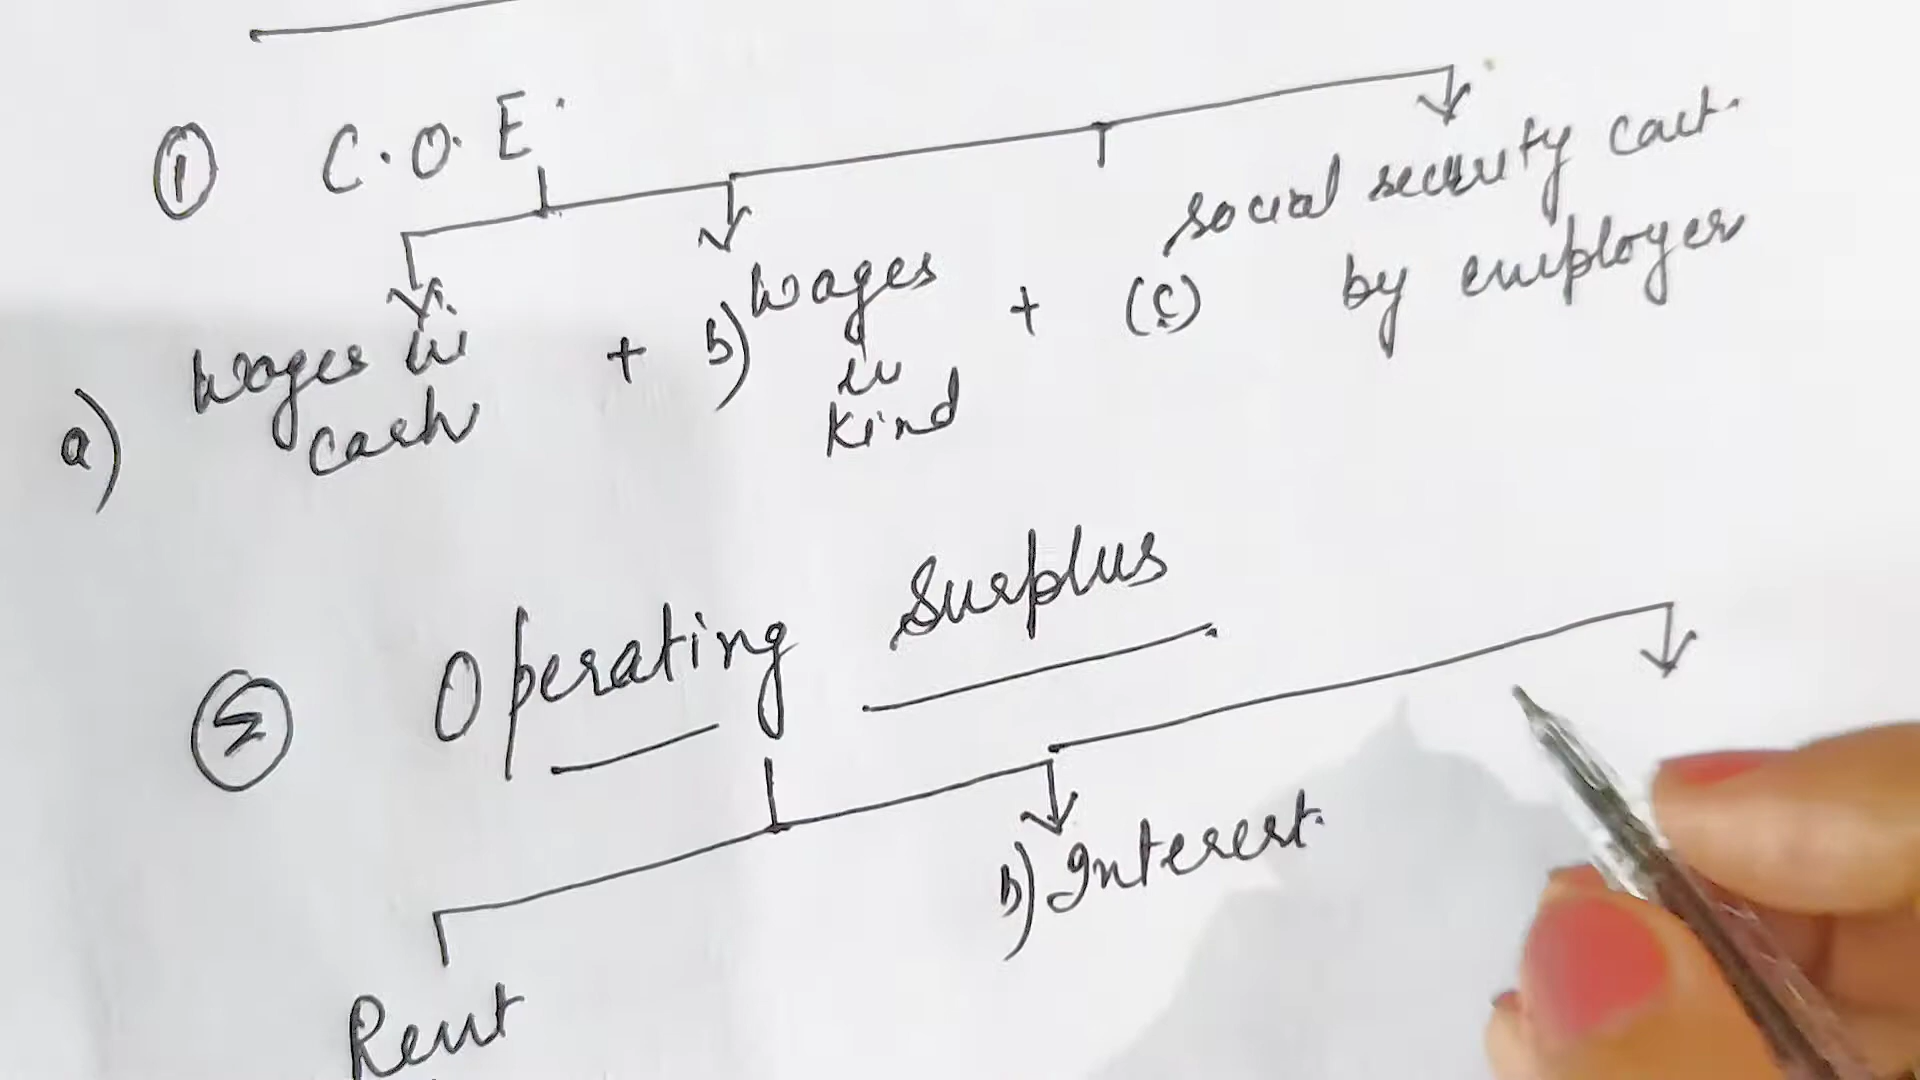 ① C.O.E.
a) wages in cash + b) wages in kind + (c) social security cont. by employer
② Operating Surplus
Rent
b) Interest